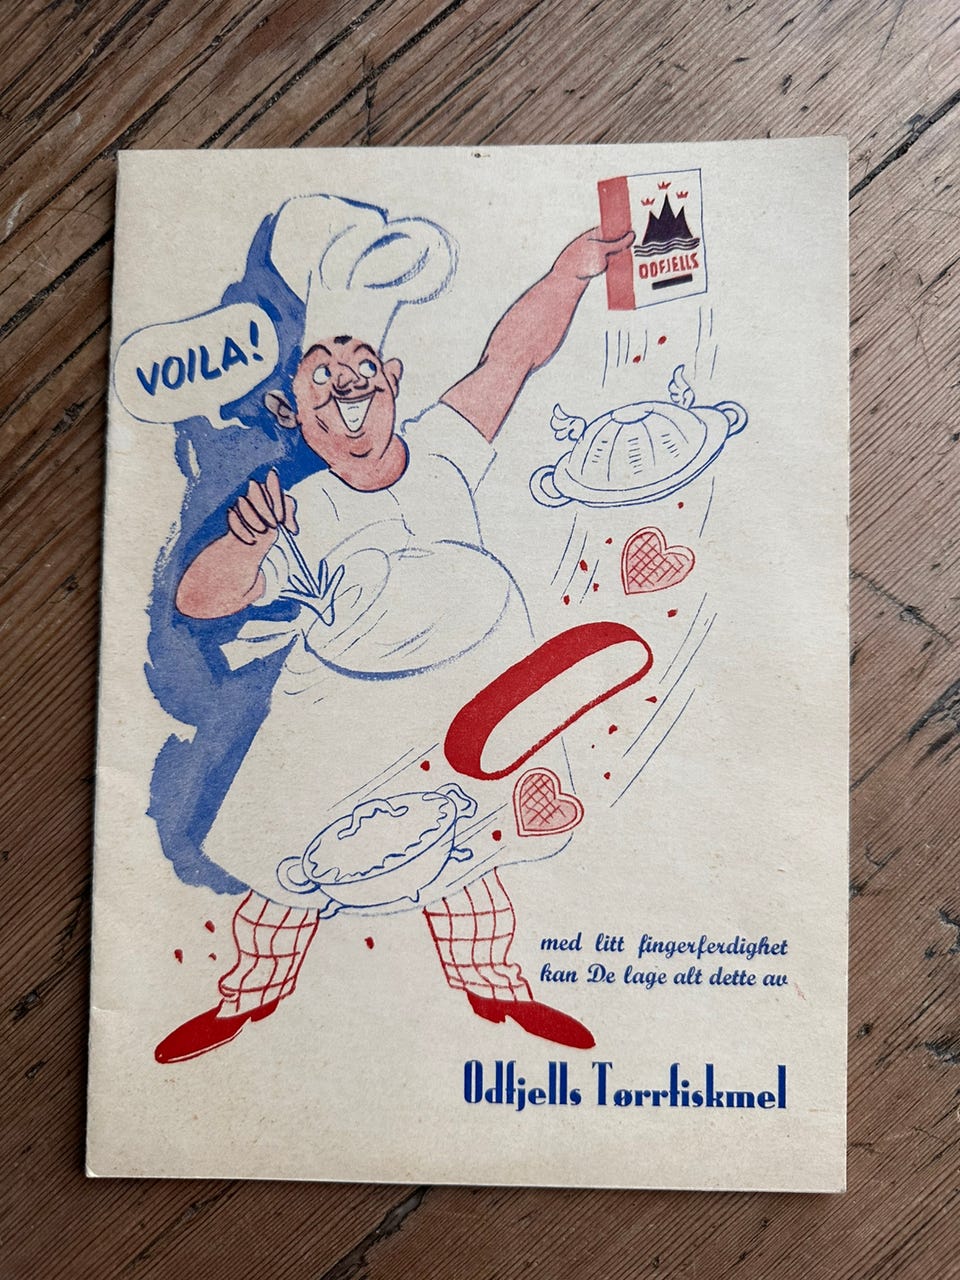 VOILA!
ODFJELLS
med litt fingerferdighet
kan De lage alt dette av
Odfjells Tørrfiskmel